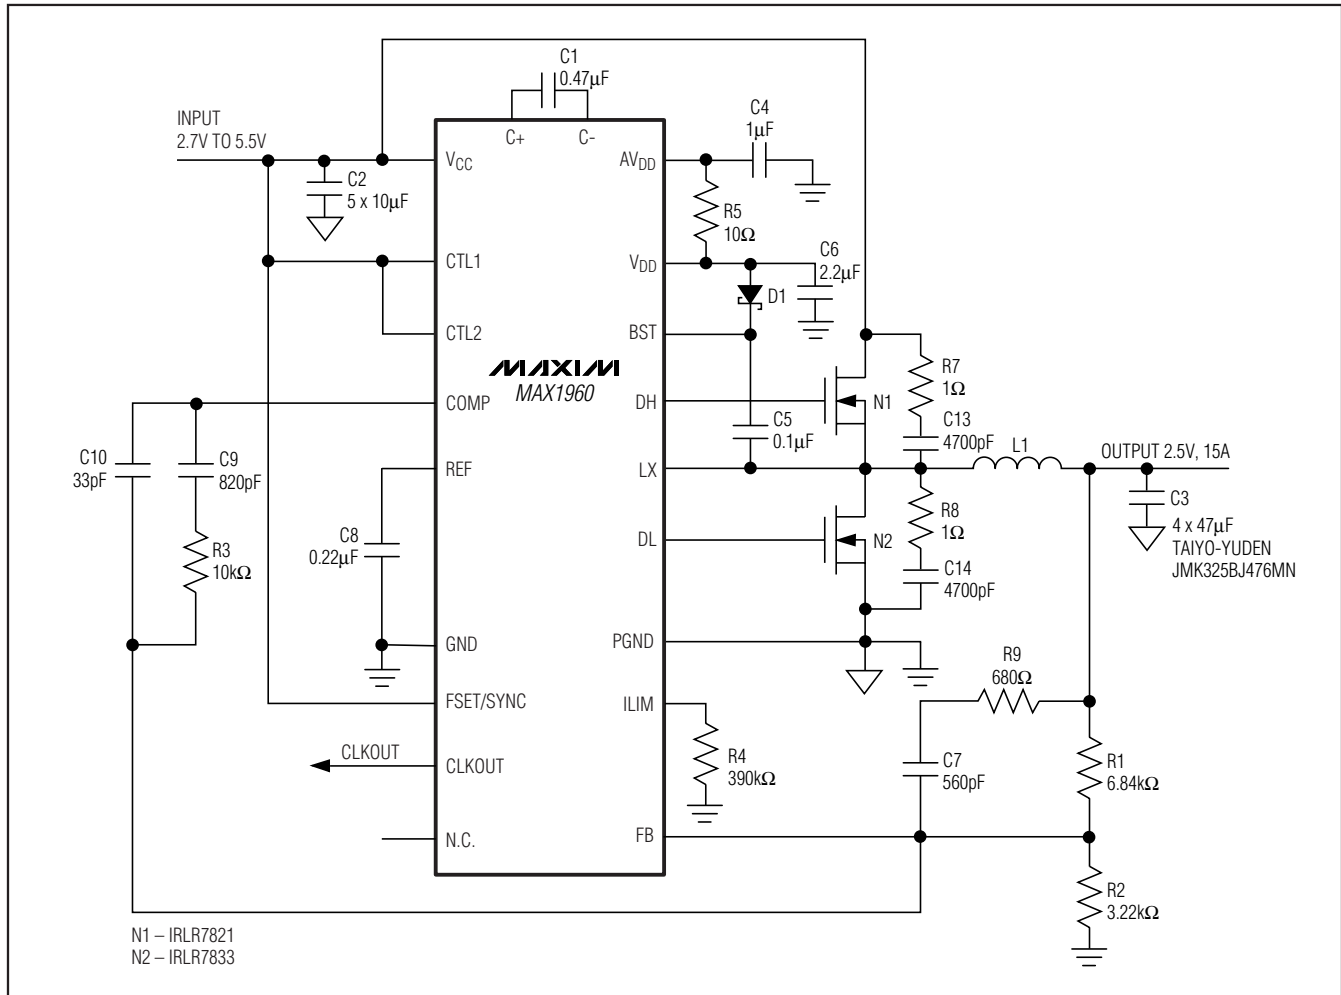 INPUT
2.7V TO 5.5V
C1
0.47µF
C+
C-
C4
1µF
VCC
AVDD
C2
5 x 10µF
R5
10Ω
CTL1
VDD
C6
2.2µF
D1
CTL2
BST
MAXIM
MAX1960
R7
1Ω
COMP
DH
N1
C13
4700pF
C5
0.1µF
C10
33pF
C9
820pF
REF
LX
L1
OUTPUT 2.5V, 15A
C3
4 x 47µF
TAIYO-YUDEN
JMK325BJ476MN
R8
1Ω
C8
0.22µF
DL
N2
R3
10kΩ
C14
4700pF
GND
PGND
R9
680Ω
FSET/SYNC
ILIM
CLKOUT
CLKOUT
R4
390kΩ
C7
560pF
R1
6.84kΩ
N.C.
FB
R2
3.22kΩ
N1 – IRLR7821
N2 – IRLR7833